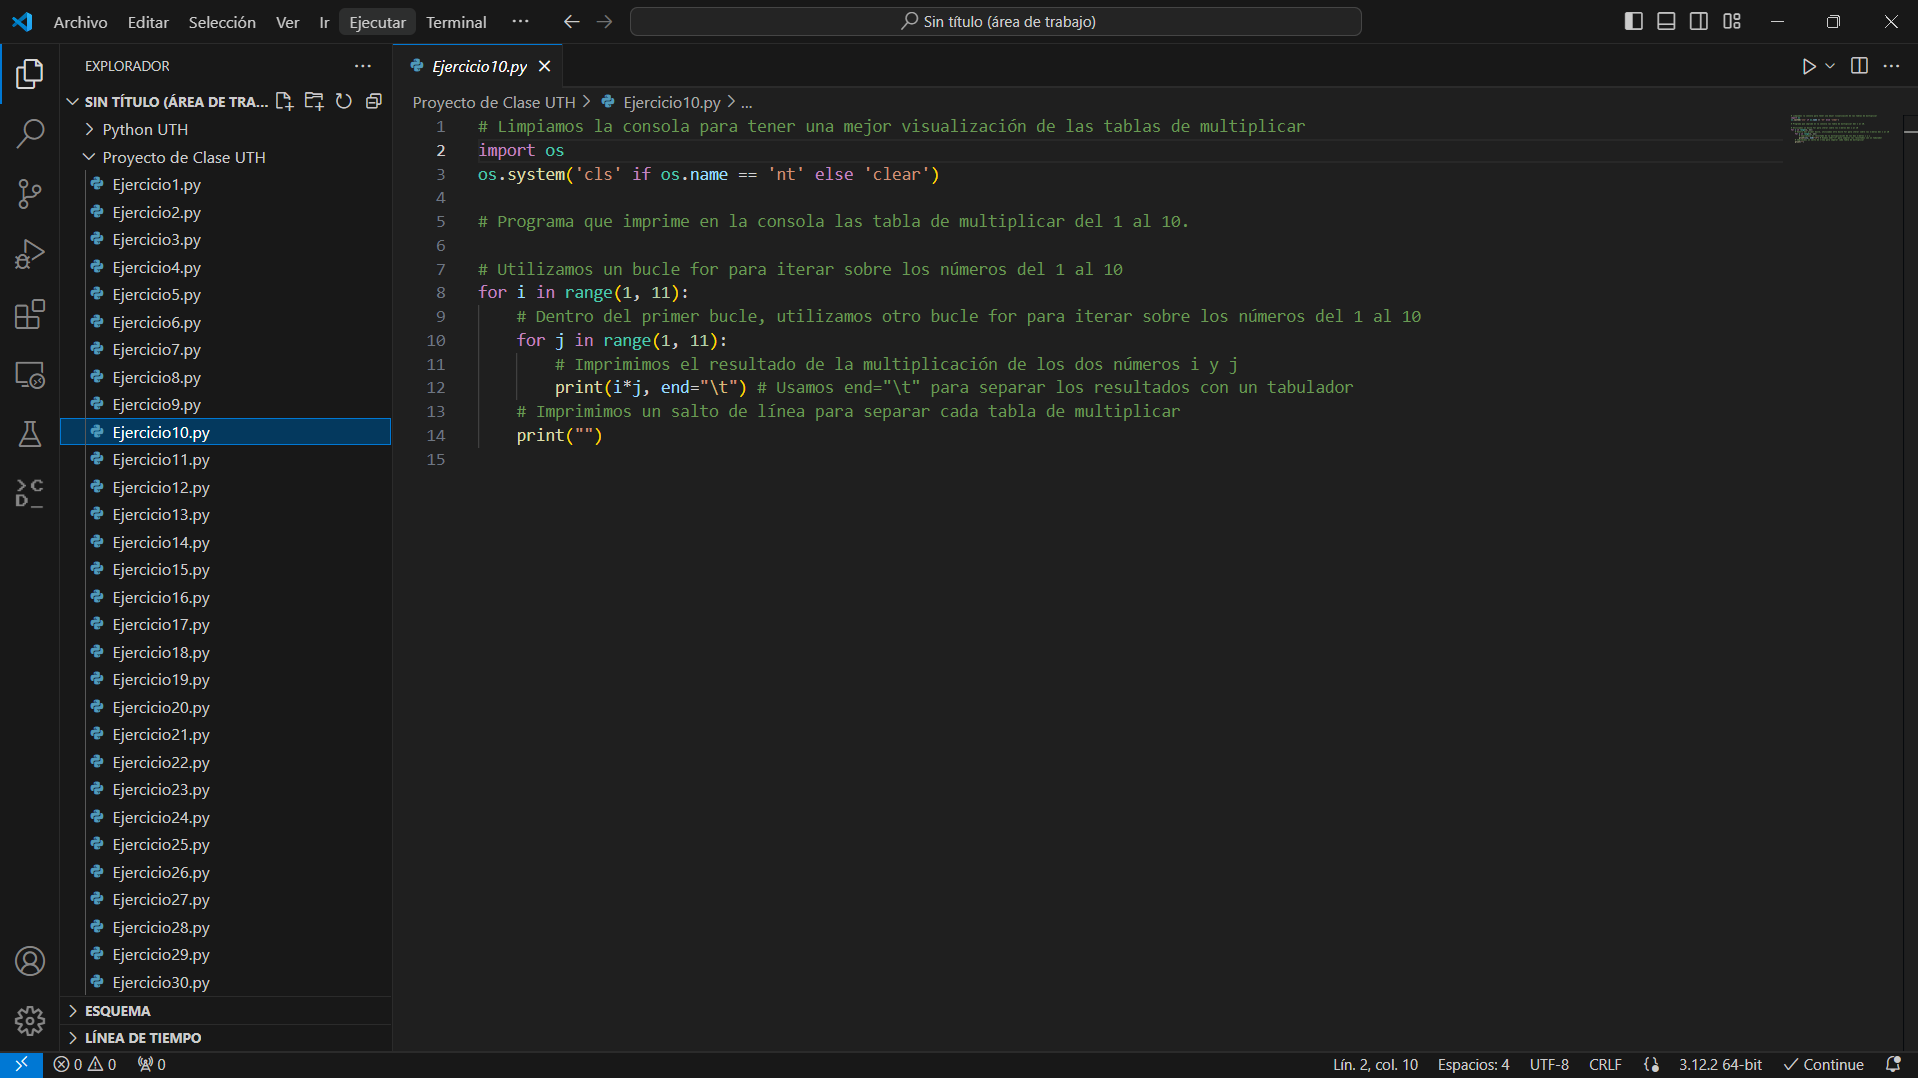 Archivo Editar Selección Ver Ir Ejecutar Terminal ··· Sin título (área de trabajo)
EXPLORADOR
SIN TÍTULO (ÁREA DE TRA...
Python UTH
Proyecto de Clase UTH
Ejercicio1.py
Ejercicio2.py
Ejercicio3.py
Ejercicio4.py
Ejercicio5.py
Ejercicio6.py
Ejercicio7.py
Ejercicio8.py
Ejercicio9.py
Ejercicio10.py
Ejercicio11.py
Ejercicio12.py
Ejercicio13.py
Ejercicio14.py
Ejercicio15.py
Ejercicio16.py
Ejercicio17.py
Ejercicio18.py
Ejercicio19.py
Ejercicio20.py
Ejercicio21.py
Ejercicio22.py
Ejercicio23.py
Ejercicio24.py
Ejercicio25.py
Ejercicio26.py
Ejercicio27.py
Ejercicio28.py
Ejercicio29.py
Ejercicio30.py
ESQUEMA
LÍNEA DE TIEMPO
Ejercicio10.py
Proyecto de Clase UTH > Ejercicio10.py > ...
1 # Limpiamos la consola para tener una mejor visualización de las tablas de multiplicar
2 import os
3 os.system('cls' if os.name == 'nt' else 'clear')
4
5 # Programa que imprime en la consola las tabla de multiplicar del 1 al 10.
6
7 # Utilizamos un bucle for para iterar sobre los números del 1 al 10
8 for i in range(1, 11):
9     # Dentro del primer bucle, utilizamos otro bucle for para iterar sobre los números del 1 al 10
10     for j in range(1, 11):
11         # Imprimimos el resultado de la multiplicación de los dos números i y j
12         print(i*j, end="\t") # Usamos end="\t" para separar los resultados con un tabulador
13     # Imprimimos un salto de línea para separar cada tabla de multiplicar
14     print("")
15
0 0 0 Lín. 2, col. 10 Espacios: 4 UTF-8 CRLF 3.12.2 64-bit Continue